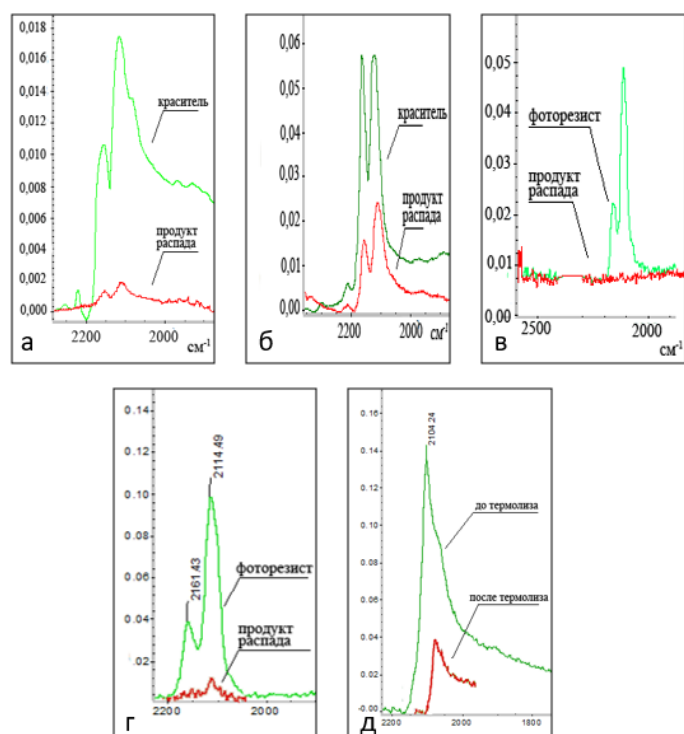 0,018
0,016
0,014
0,012
0,010
0,008
0,006
0,004
0,002
0,000
краситель
продукт
распада
2200
2000
см-1
а
0,06
0,05
0,04
0,03
0,02
0,01
0,00
краситель
продукт
распада
2200
2000
см-1
б
0,05
0,04
0,03
0,02
0,01
0,00
фоторезист
продукт
распада
2500
2000
см-1
в
0.14
0.12
0.10
0.08
0.06
0.04
.02
2161.43
2114.49
фоторезист
продукт
распада
2200
2000
г
0.16
0.14
0.12
0.10
0.08
0.06
0.04
0.02
-0.00
2104.24
до термолиза
после термолиза
2200
2000
1800
д